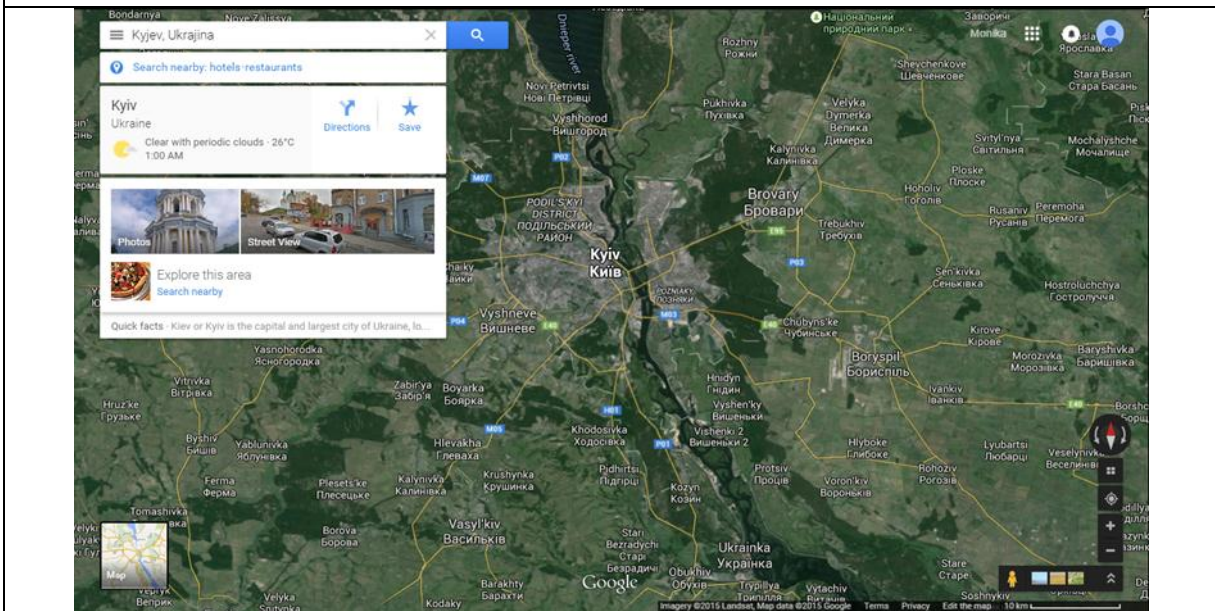 Bondarnya
Nove Zalissya
Dnieper river
Національний
природний парк
Заворичі
Kyjev, Ukrajina
Monika
Ярославка
Search nearby: hotels · restaurants
Rozhny
Рожни
Shevchenkove
Шевченкове
Stara Basan
Стара Басань
Kyiv
Ukraine
Directions
Save
Clear with periodic clouds · 26°C
1:00 AM
Novi Petrivtsi
Нові Петрівці
Pukhivka
Пухівка
Velyka
Dymerka
Велика
Димерка
Vyshhorod
Вишгород
Svityl'nya
Світильня
Mochalyshche
Мочалище
P02
Kalynivka
Калинівка
M07
Ploske
Плоске
Hoholiv
Гоголів
Brovary
Бровари
PODIL'S'KYI
DISTRICT
ПОДІЛЬСЬКИЙ
РАЙОН
Rusaniv
Русанів
Peremoha
Перемога
Trebukhiv
Требухів
E95
Photos
Street View
Kyiv
Київ
P03
Explore this area
Search nearby
Sen'kivka
Сеньківка
Hostroluchchya
Гостролуччя
POZNIAKY
ПОЗНЯКИ
M03
Vyshneve
Вишневе
P04
E40
E40
Chubyns'ke
Чубинське
Quick facts · Kiev or Kyiv is the capital and largest city of Ukraine, lo...
Kirove
Кірове
Yasnohorodka
Ясногородка
Boryspil'
Бориспіль
Morozivka
Морозівка
Baryshivka
Баришівка
Vitrivka
Вітрівка
Zabir'ya
Забір'я
Boyarka
Боярка
Hnidyn
Гнідин
Ivankiv
Іванків
Hruz'ke
Грузьке
Vyshen'ky
Вишеньки
E40
H01
M05
Khodosivka
Ходосівка
P01
Vishenki 2
Вишеньки 2
Byshiv
Бишів
Yablunivka
Яблунівка
Hlevakha
Глеваха
Hlyboke
Глибоке
Lyubartsi
Любарці
Ferma
Ферма
Plesets'ke
Плесецьке
Kalynivka
Калинівка
Krushynka
Крушинка
Pidhirtsi
Підгірці
Kozyn
Козин
Protsiv
Проців
Voron'kiv
Вороньків
Rohoziv
Рогозів
Tomashivka
Borova
Борова
Vasyl'kiv
Васильків
Stari
Bezradychi
Старі
Безрадичі
Ukrainka
Українка
Stare
Старе
Map
Google
Obukhiv
Обухів
Trypillya
Трипілля
Vytachiv
Витачів
Vepryk
Веприк
Velyka
Barakhty
Барахти
Kodaky
Imagery ©2015 Landsat, Map data ©2015 Google
Terms
Privacy
Edit the map
10 km